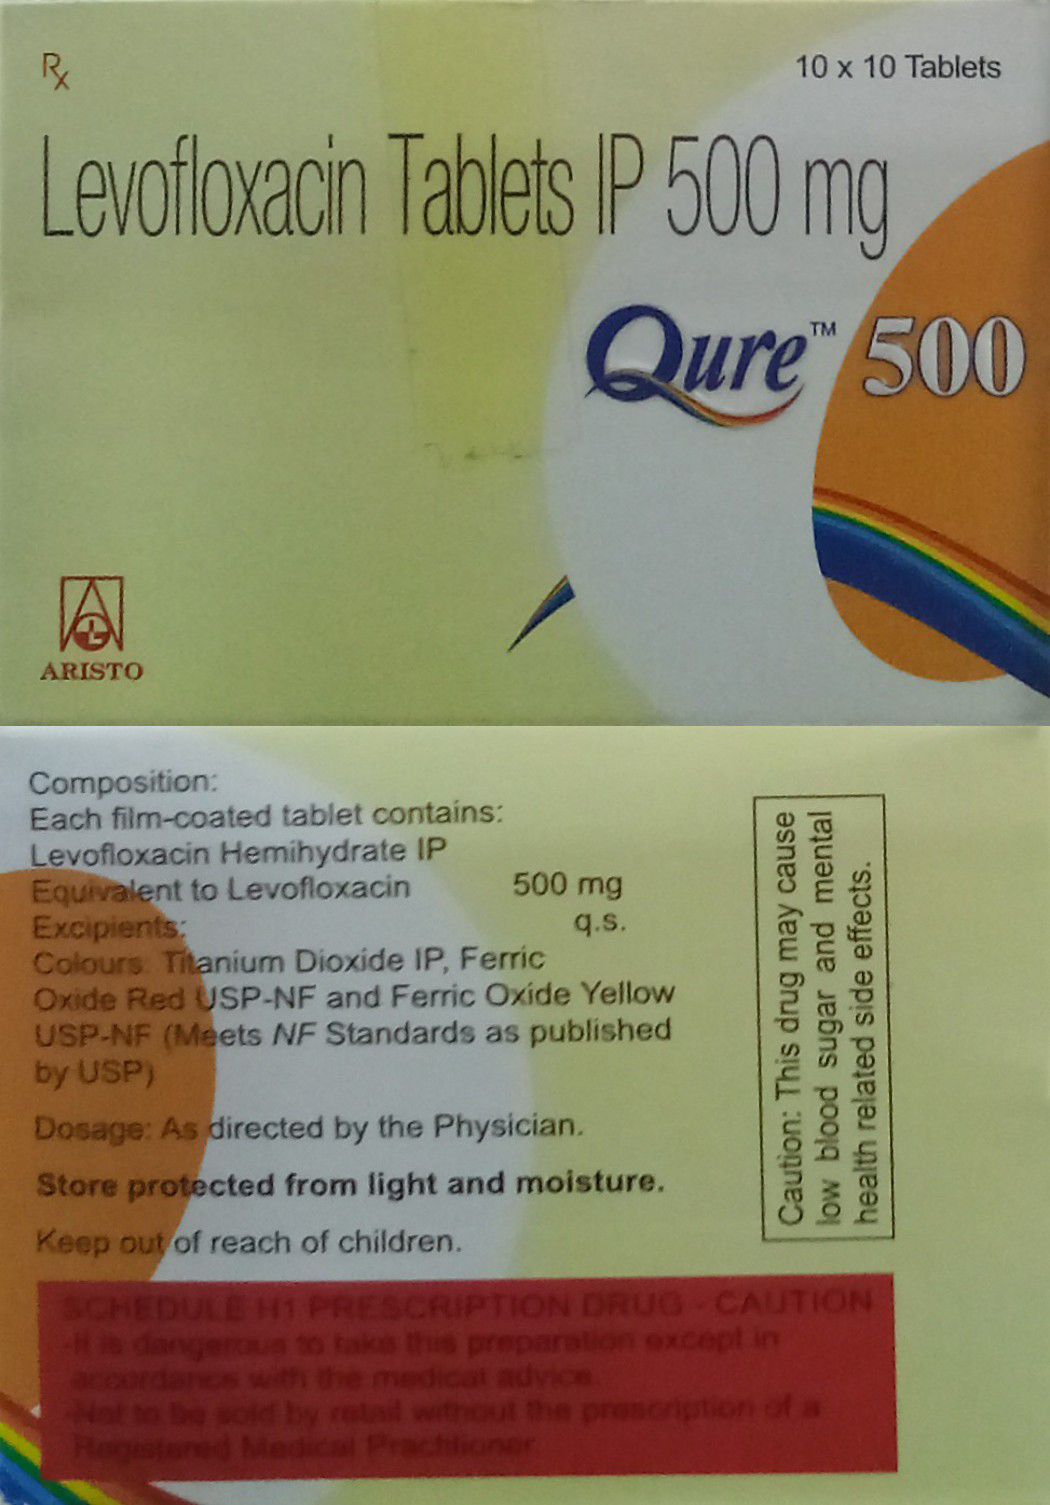 Rx
10 x 10 Tablets
Levofloxacin Tablets IP 500 mg
Qure™ 500
ARISTO
Composition:
Each film-coated tablet contains:
Levofloxacin Hemihydrate IP
Equivalent to Levofloxacin 500 mg
Excipients: q.s.
Colours: Titanium Dioxide IP, Ferric
Oxide Red USP-NF and Ferric Oxide Yellow
USP-NF (Meets NF Standards as published
by USP)
Dosage: As directed by the Physician.
Store protected from light and moisture.
Keep out of reach of children.
Caution: This drug may cause
low blood sugar and mental
health related side effects.
SCHEDULE H1 PRESCRIPTION DRUG - CAUTION
-It is dangerous to take this preparation except in
accordance with the medical advice.
-Not to be sold by retail without the prescription of a
Registered Medical Practitioner.